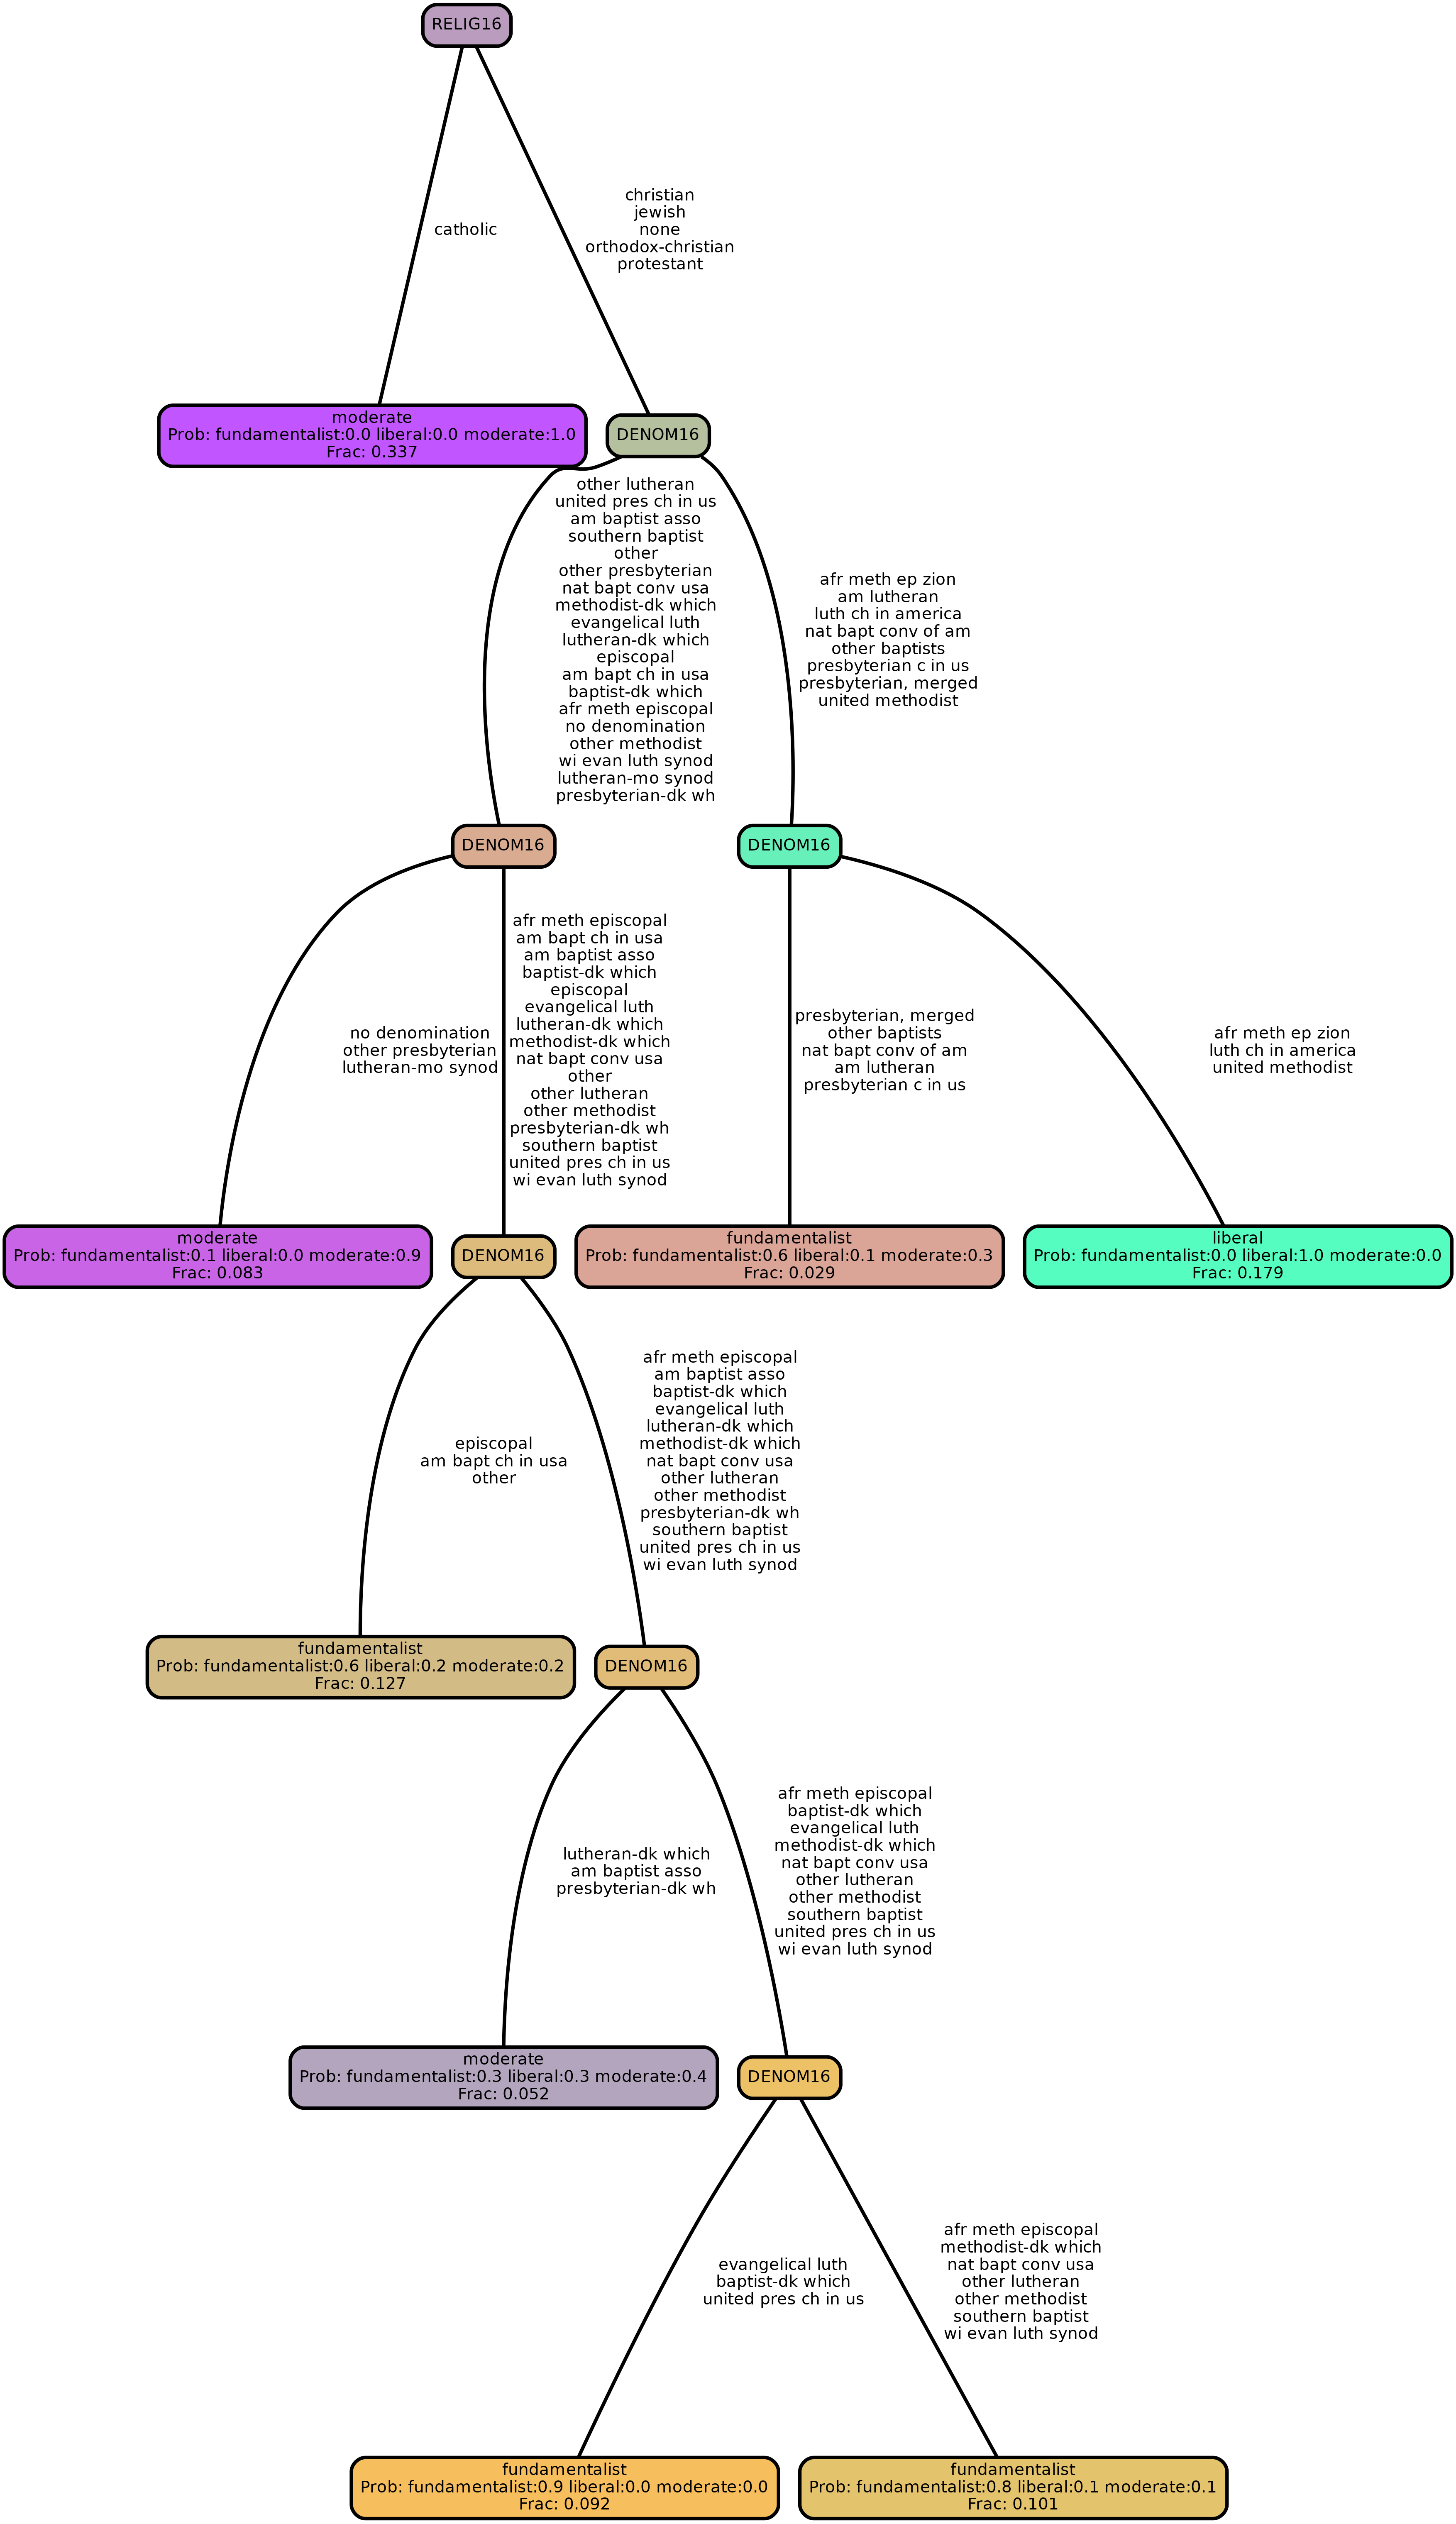 RELIG16
catholic
christian
jewish
none
orthodox-christian
protestant
moderate
Prob: fundamentalist:0.0 liberal:0.0 moderate:1.0
Frac: 0.337
DENOM16
other lutheran
united pres ch in us
am baptist asso
southern baptist
other
other presbyterian
nat bapt conv usa
methodist-dk which
evangelical luth
lutheran-dk which
episcopal
am bapt ch in usa
baptist-dk which
afr meth episcopal
no denomination
other methodist
wi evan luth synod
lutheran-mo synod
presbyterian-dk wh
afr meth ep zion
am lutheran
luth ch in america
nat bapt conv of am
other baptists
presbyterian c in us
presbyterian, merged
united methodist
DENOM16
DENOM16
no denomination
other presbyterian
lutheran-mo synod
afr meth episcopal
am bapt ch in usa
am baptist asso
baptist-dk which
episcopal
evangelical luth
lutheran-dk which
methodist-dk which
nat bapt conv usa
other
other lutheran
other methodist
presbyterian-dk wh
southern baptist
united pres ch in us
wi evan luth synod
presbyterian, merged
other baptists
nat bapt conv of am
am lutheran
presbyterian c in us
afr meth ep zion
luth ch in america
united methodist
moderate
Prob: fundamentalist:0.1 liberal:0.0 moderate:0.9
Frac: 0.083
DENOM16
fundamentalist
Prob: fundamentalist:0.6 liberal:0.1 moderate:0.3
Frac: 0.029
liberal
Prob: fundamentalist:0.0 liberal:1.0 moderate:0.0
Frac: 0.179
episcopal
am bapt ch in usa
other
afr meth episcopal
am baptist asso
baptist-dk which
evangelical luth
lutheran-dk which
methodist-dk which
nat bapt conv usa
other lutheran
other methodist
presbyterian-dk wh
southern baptist
united pres ch in us
wi evan luth synod
fundamentalist
Prob: fundamentalist:0.6 liberal:0.2 moderate:0.2
Frac: 0.127
DENOM16
lutheran-dk which
am baptist asso
presbyterian-dk wh
afr meth episcopal
baptist-dk which
evangelical luth
methodist-dk which
nat bapt conv usa
other lutheran
other methodist
southern baptist
united pres ch in us
wi evan luth synod
moderate
Prob: fundamentalist:0.3 liberal:0.3 moderate:0.4
Frac: 0.052
DENOM16
evangelical luth
baptist-dk which
united pres ch in us
afr meth episcopal
methodist-dk which
nat bapt conv usa
other lutheran
other methodist
southern baptist
wi evan luth synod
fundamentalist
Prob: fundamentalist:0.9 liberal:0.0 moderate:0.0
Frac: 0.092
fundamentalist
Prob: fundamentalist:0.8 liberal:0.1 moderate:0.1
Frac: 0.101